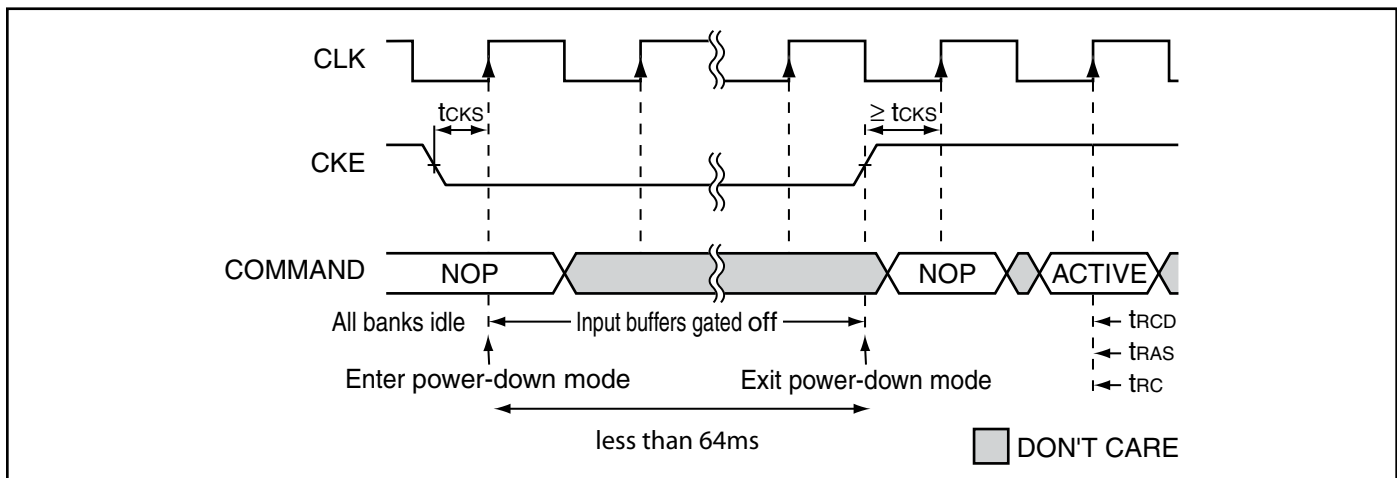 CLK
tCKS
≥ tCKS
CKE
COMMAND
NOP
NOP
ACTIVE
All banks idle
Input buffers gated off
tRCD
tRAS
tRC
Enter power-down mode
Exit power-down mode
less than 64ms
DON'T CARE